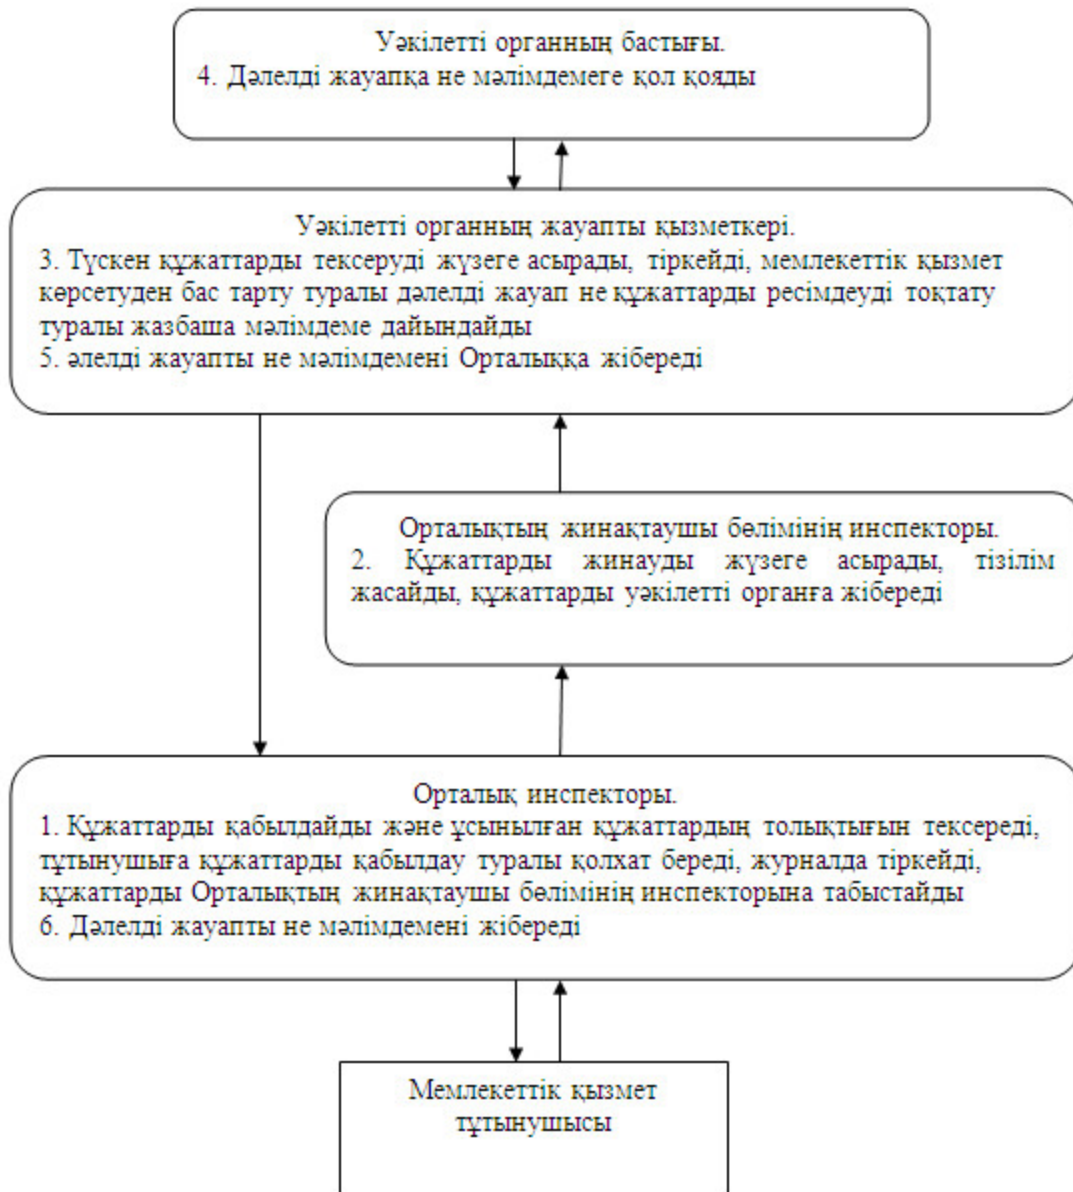 Уәкілетті органның бастығы.
4. Дәлелді жауапқа не мәлімдемеге қол қояды
Уәкілетті органның жауапты қызметкері.
3. Түскен құжаттарды тексеруді жүзеге асырады, тіркейді, мемлекеттік қызмет
көрсетуден бас тарту туралы дәлелді жауап не құжаттарды ресімдеуді тоқтату
туралы жазбаша мәлімдеме дайындайды
5. әлелді жауапты не мәлімдемені Орталыққа жібереді
Орталықтың жинақтаушы бөлімінің инспекторы.
2. Құжаттарды жинауды жүзеге асырады, тізілім
жасайды, құжаттарды уәкілетті органға жібереді
Орталық инспекторы.
1. Құжаттарды қабылдайды және ұсынылған құжаттардың толықтығын тексереді,
тұтынушыға құжаттарды қабылдау туралы қолхат береді, журналда тіркейді,
құжаттарды Орталықтың жинақтаушы бөлімінің инспекторына табыстайды
6. Дәлелді жауапты не мәлімдемені жібереді
Мемлекеттік қызмет
тұтынушысы